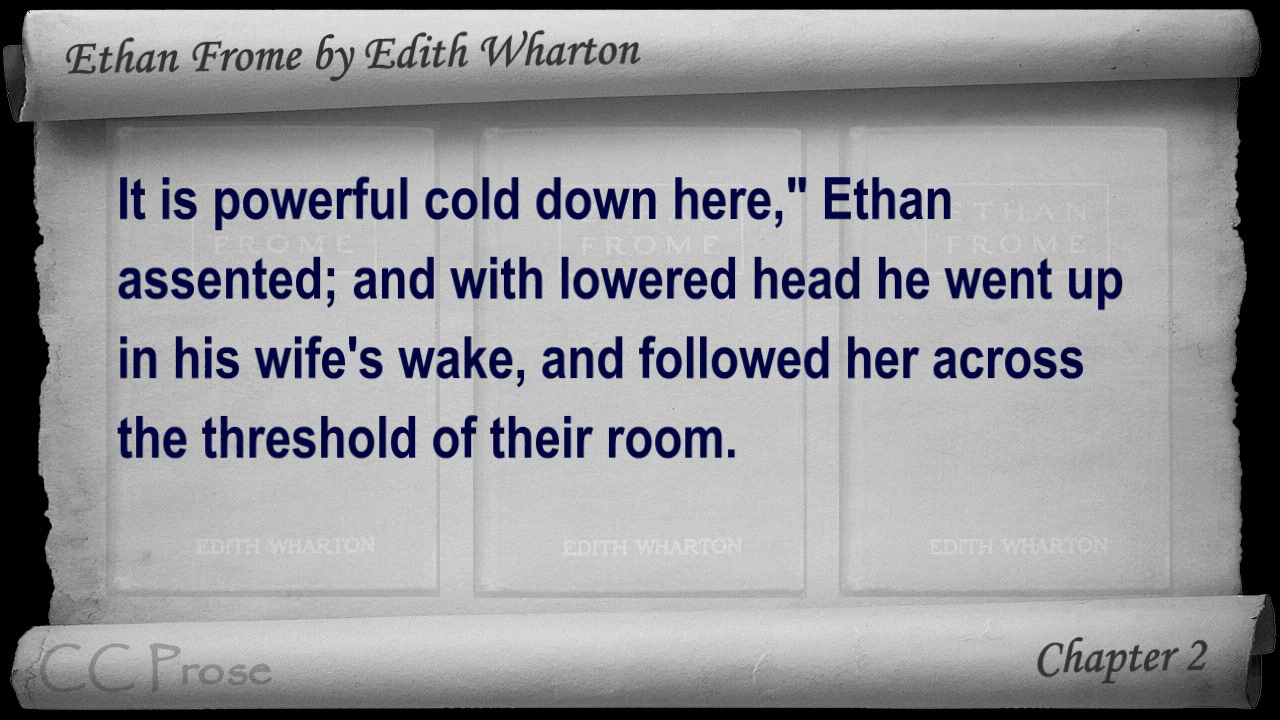 Ethan Frome by Edith Wharton
It is powerful cold down here," Ethan
assented; and with lowered head he went up
in his wife's wake, and followed her across
the threshold of their room.
FROME
FROME
ETHAN
FROME
EDITH WHARTON
EDITH WHARTON
EDITH WHARTON
CC Prose
Chapter 2